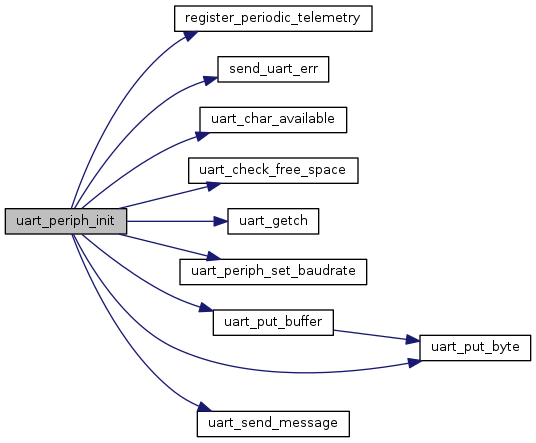 register_periodic_telemetry
send_uart_err
uart_char_available
uart_check_free_space
uart_periph_init
uart_getch
uart_periph_set_baudrate
uart_put_buffer
uart_put_byte
uart_send_message